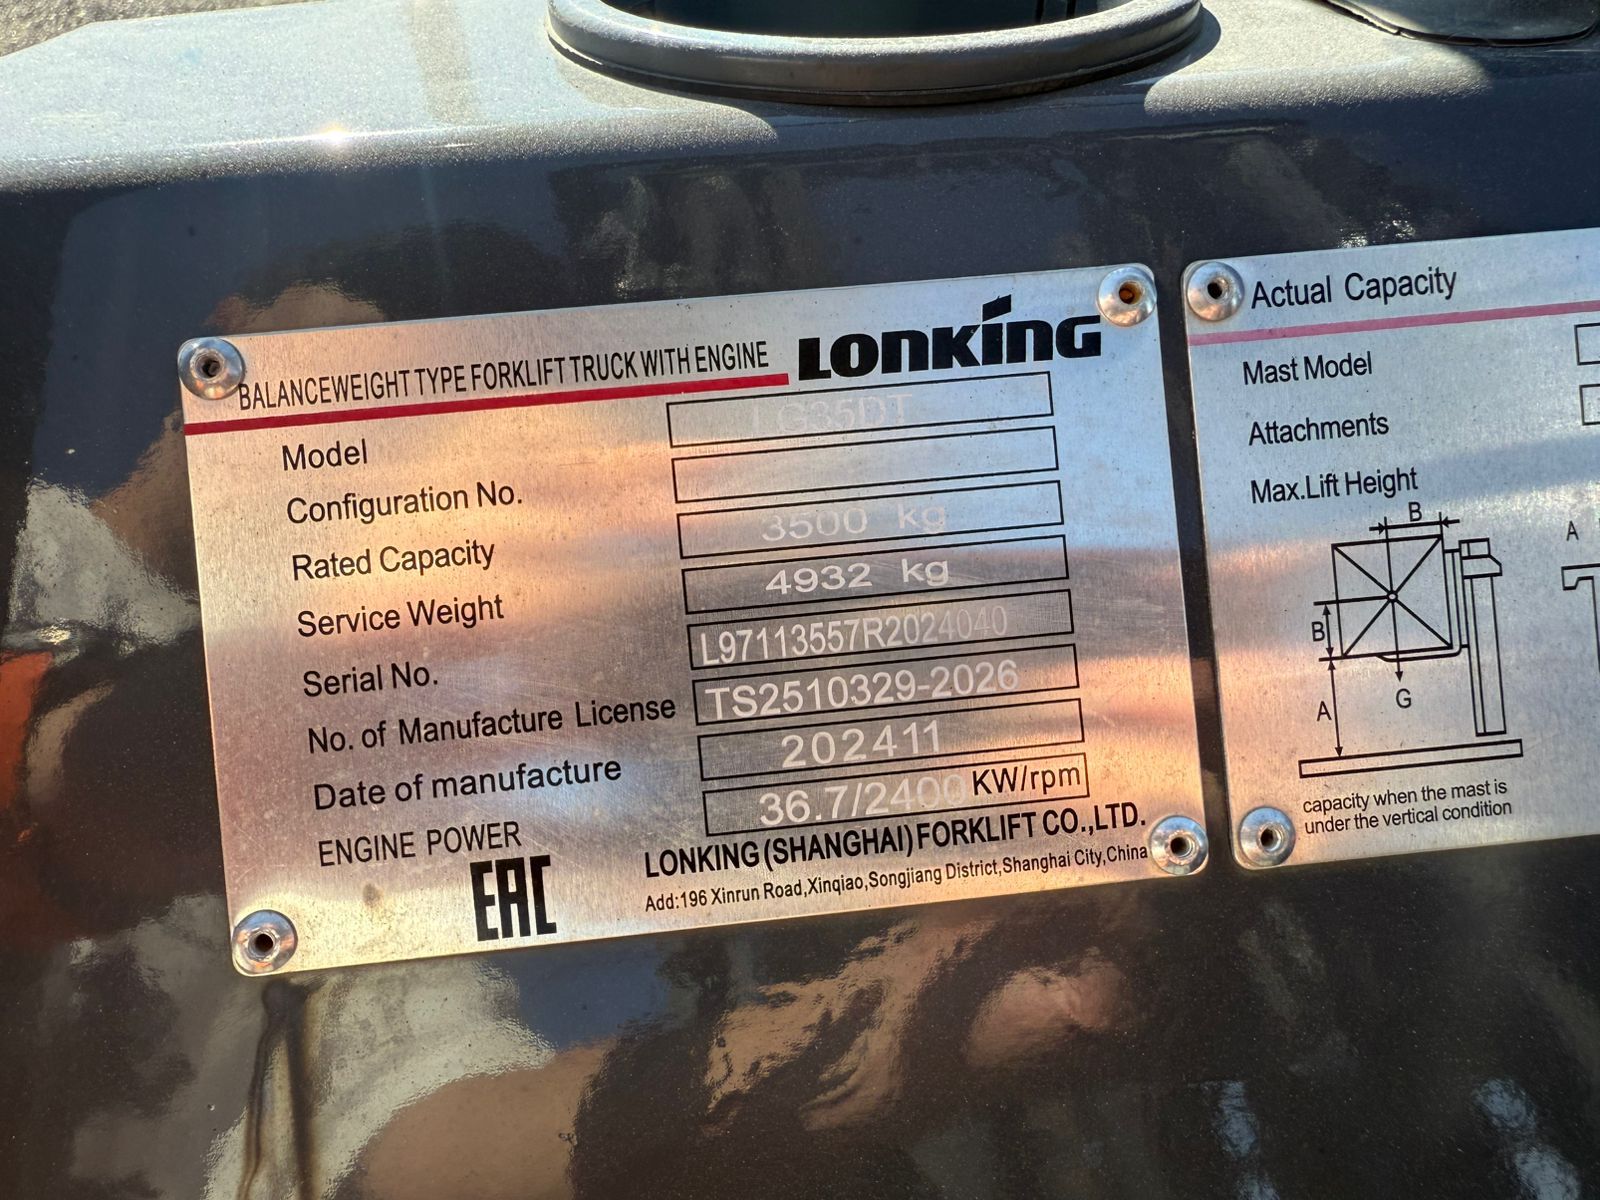 BALANCEWEIGHT TYPE FORKLIFT TRUCK WITH ENGINE LONKING
Model LG35DT
Configuration No.
Rated Capacity 3500 kg
Service Weight 4932 kg
Serial No. L97113557R2024040
No. of Manufacture License TS2510329-2026
Date of manufacture 202411
ENGINE POWER 36.7/2400 KW/rpm
EAC
LONKING (SHANGHAI) FORKLIFT CO.,LTD.
Add:196 Xinrun Road,Xinqiao,Songjiang District,Shanghai City,China
Actual Capacity
Mast Model
Attachments
Max.Lift Height
B
A
B
G
A
capacity when the mast is
under the vertical condition